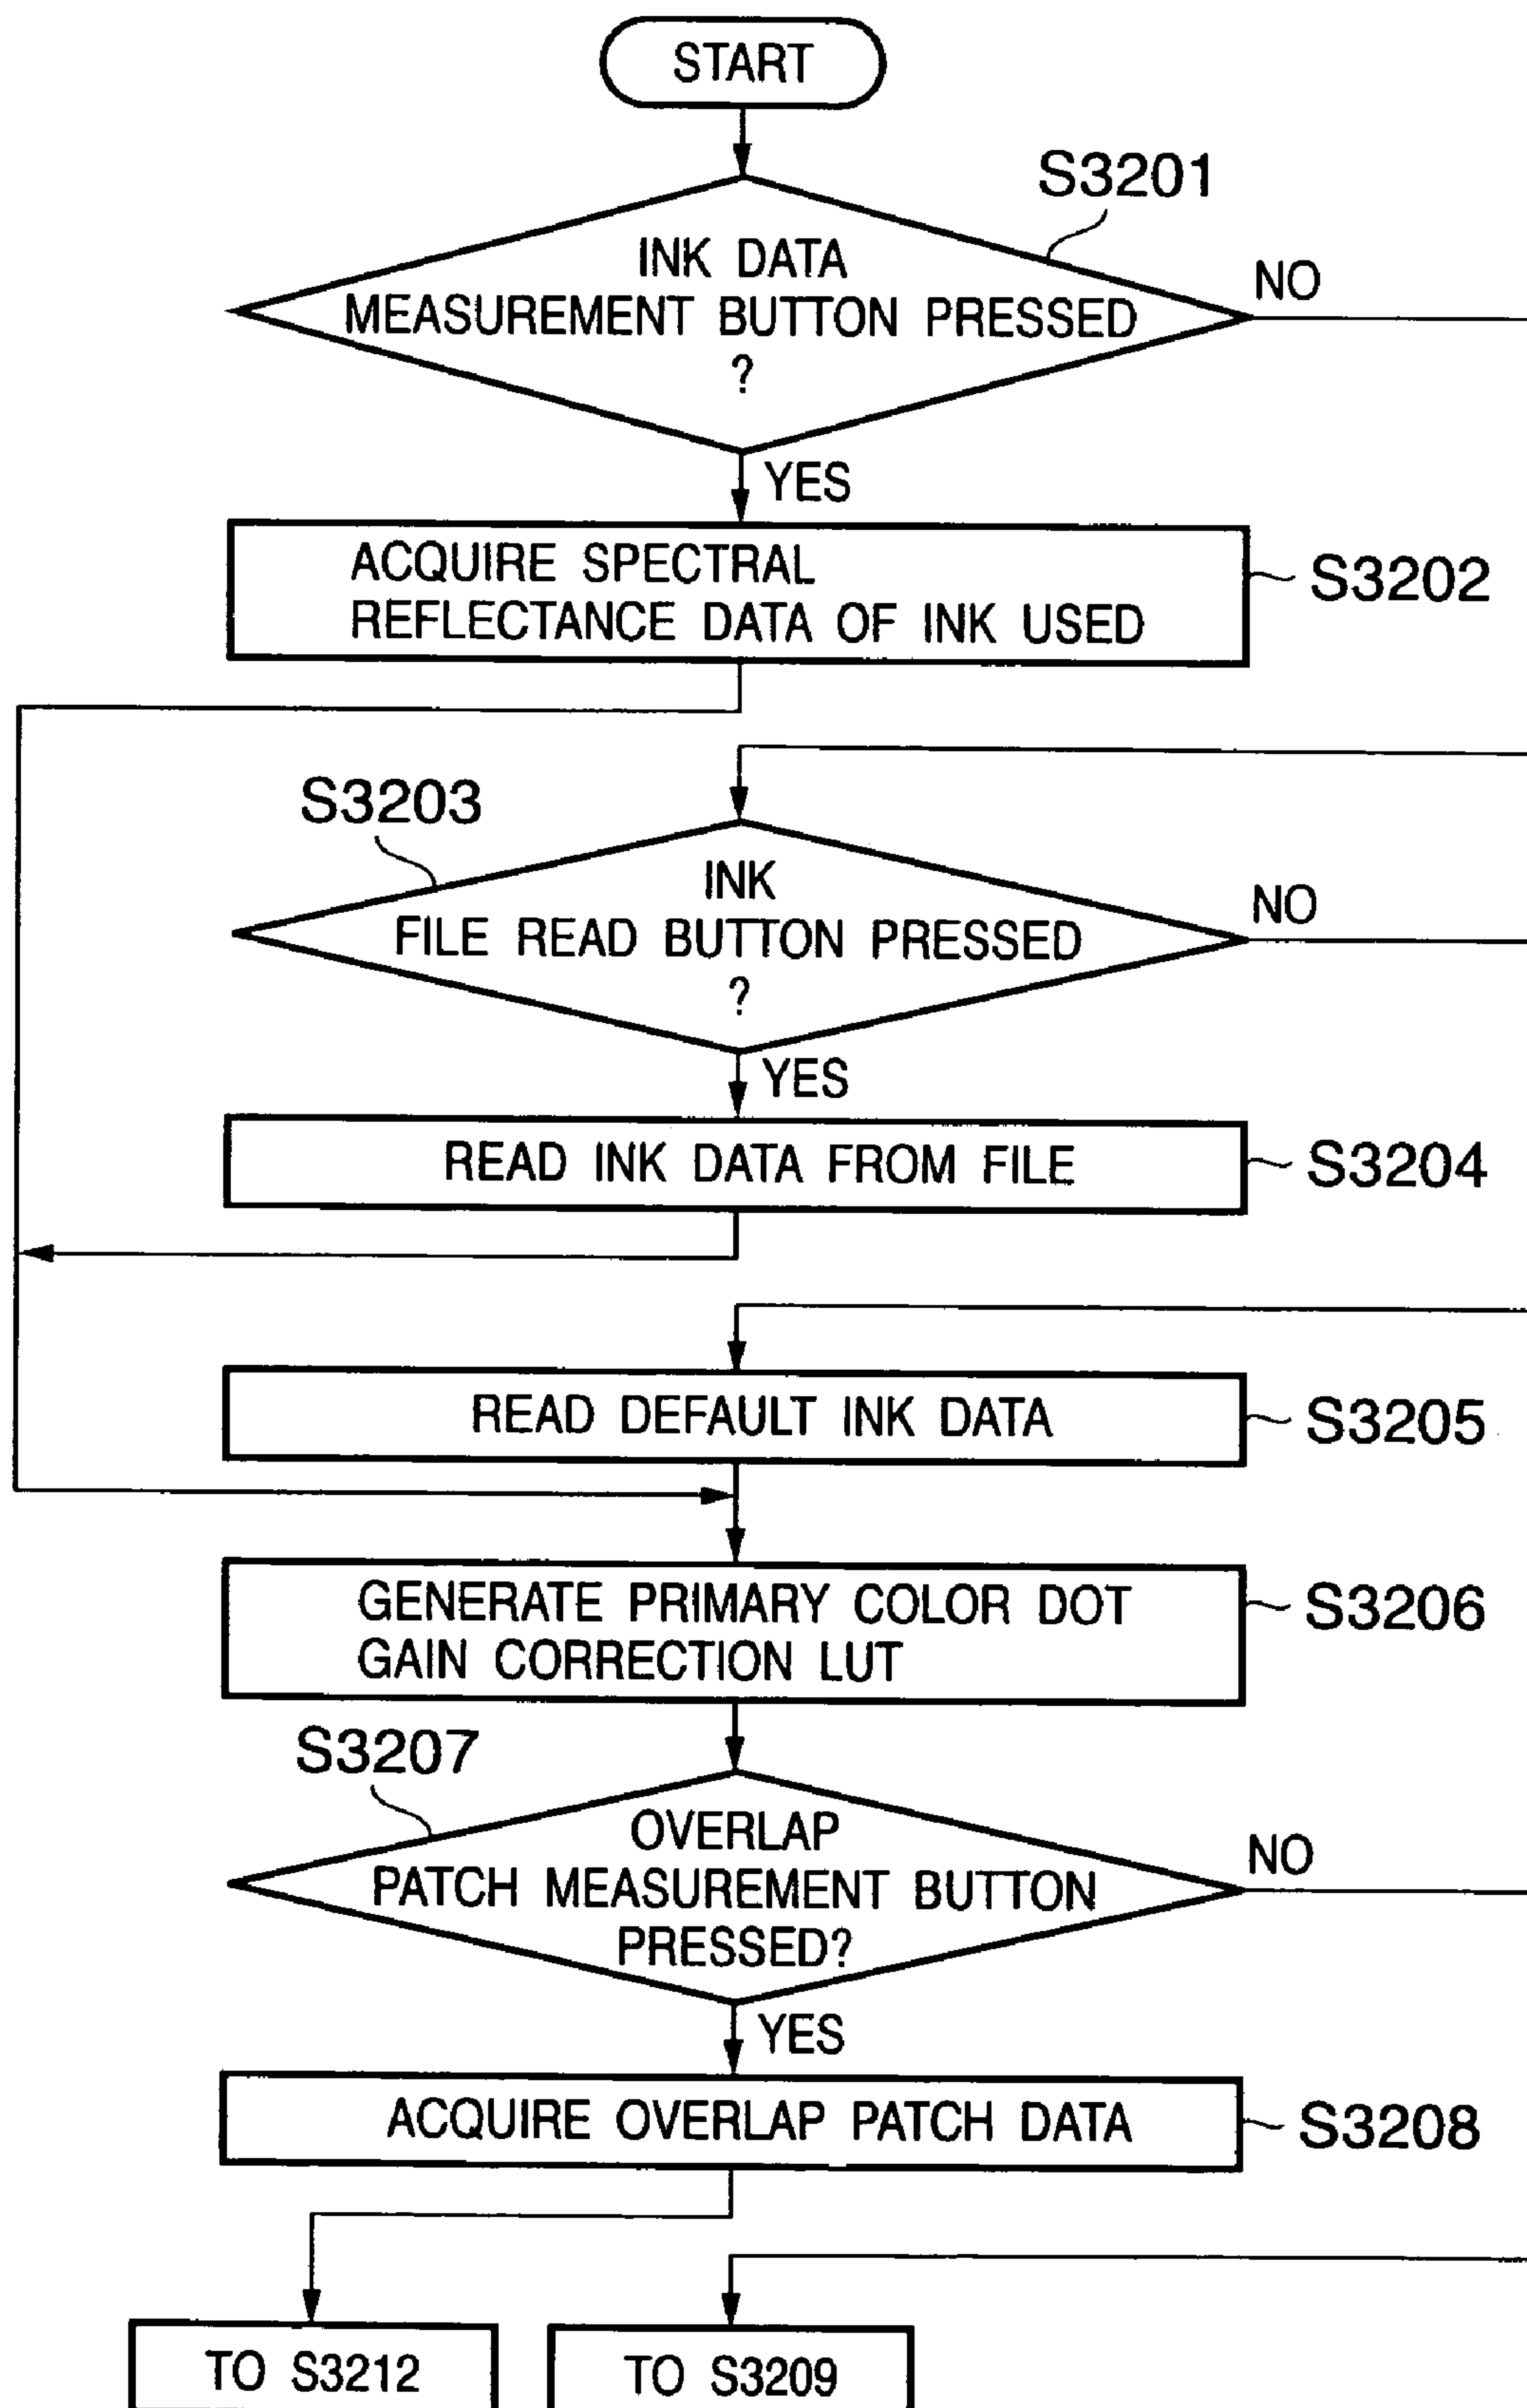 START
S3201
INK DATA
MEASUREMENT BUTTON PRESSED
?
NO
YES
ACQUIRE SPECTRAL
REFLECTANCE DATA OF INK USED
S3202
S3203
INK
FILE READ BUTTON PRESSED
?
NO
YES
READ INK DATA FROM FILE
S3204
READ DEFAULT INK DATA
S3205
GENERATE PRIMARY COLOR DOT
GAIN CORRECTION LUT
S3206
S3207
OVERLAP
PATCH MEASUREMENT BUTTON
PRESSED?
NO
YES
ACQUIRE OVERLAP PATCH DATA
S3208
TO S3212
TO S3209